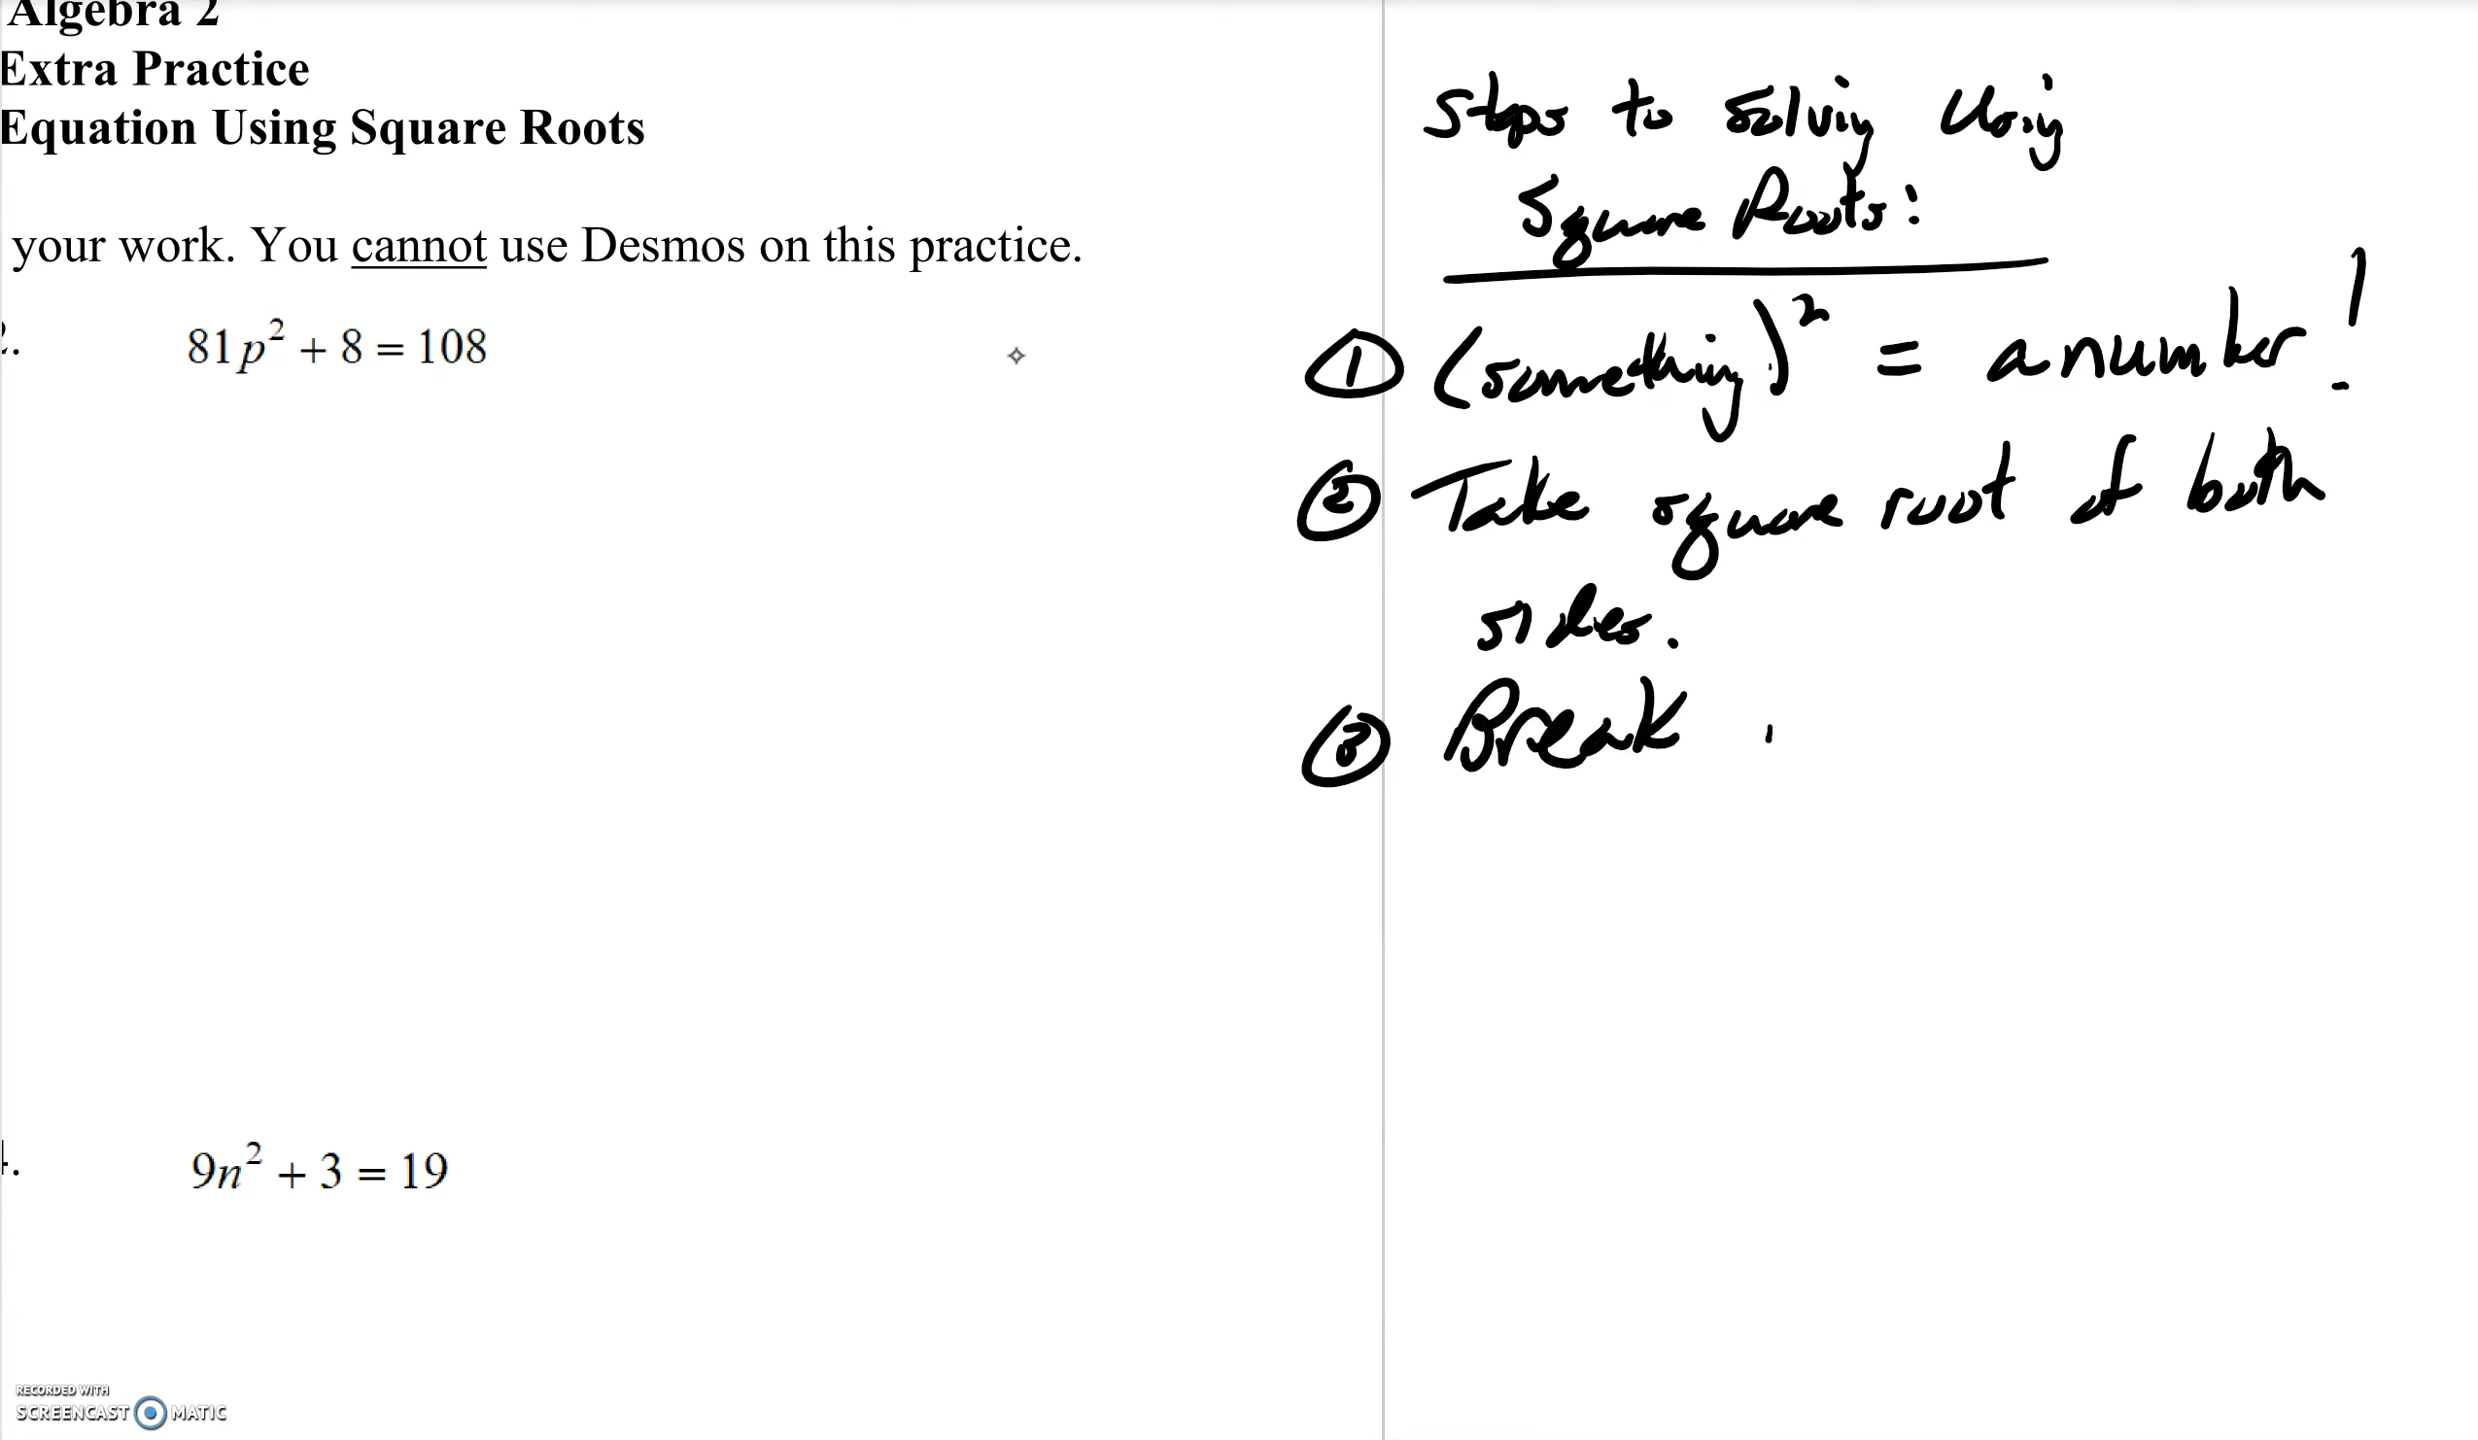 Algebra 2
Extra Practice
Equation Using Square Roots
your work. You cannot use Desmos on this practice.
2. 81p² + 8 = 108
4. 9n² + 3 = 19
Steps to solving Using
Square Roots:
① (something)² = a number!
② Take square root of both
sides.
③ Break
RECORDED WITH
SCREENCAST MATIC